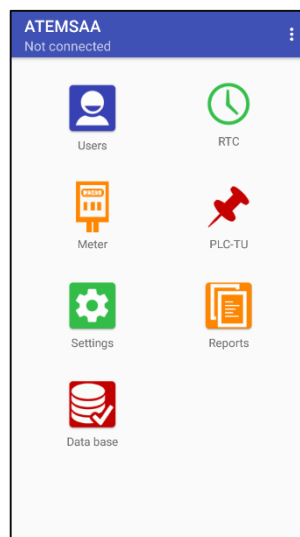 ATEMSAA
Not connected
Users
RTC
Meter
PLC-TU
Settings
Reports
Data base